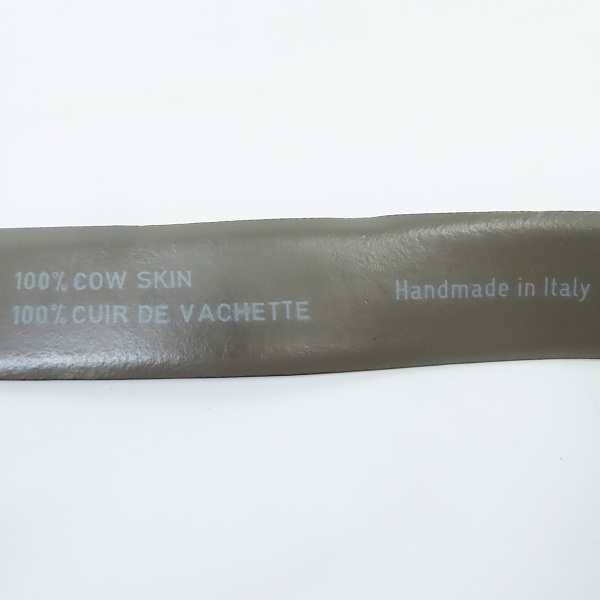 100% COW SKIN
100% CUIR DE VACHETTE
Handmade in Italy